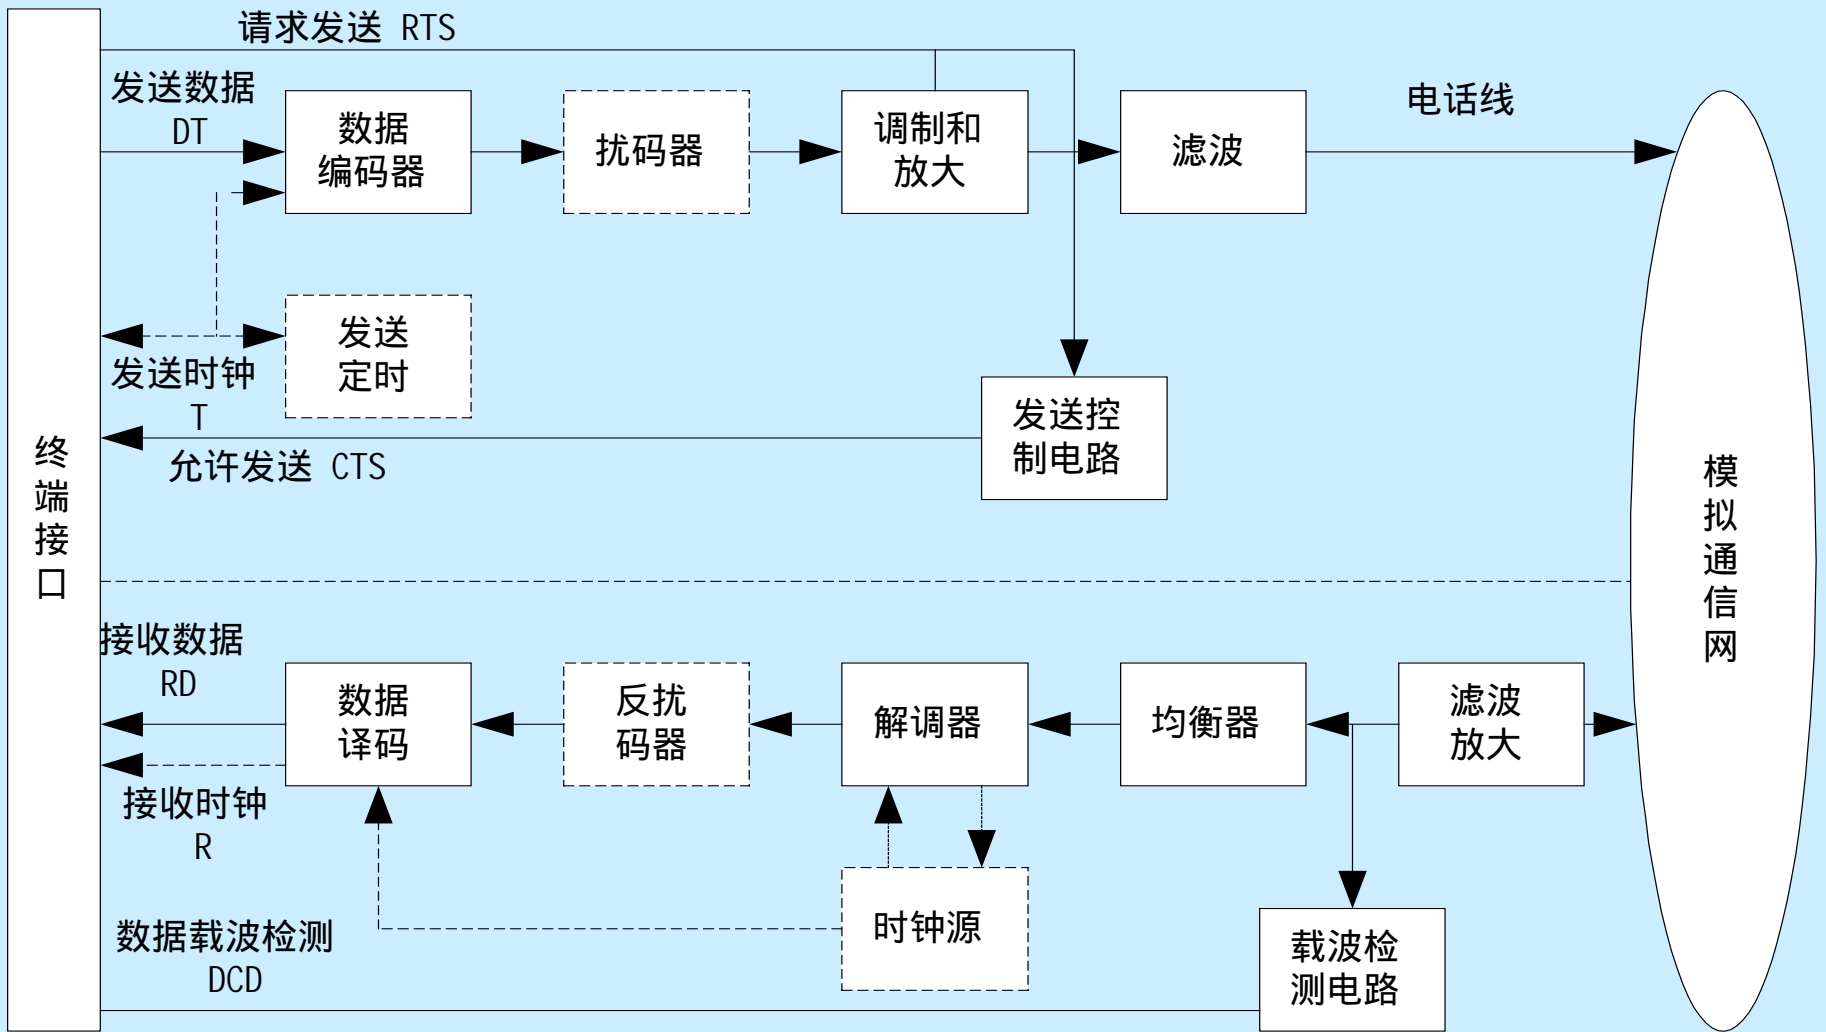 请求发送 RTS
发送数据
DT
数据
编码器
扰码器
调制和
放大
滤波
电话线
发送
定时
发送时钟
T
允许发送 CTS
发送控
制电路
终
端
接
口
模
拟
通
信
网
接收数据
RD
数据
译码
反扰
码器
解调器
均衡器
滤波
放大
接收时钟
R
时钟源
数据载波检测
DCD
载波检
测电路